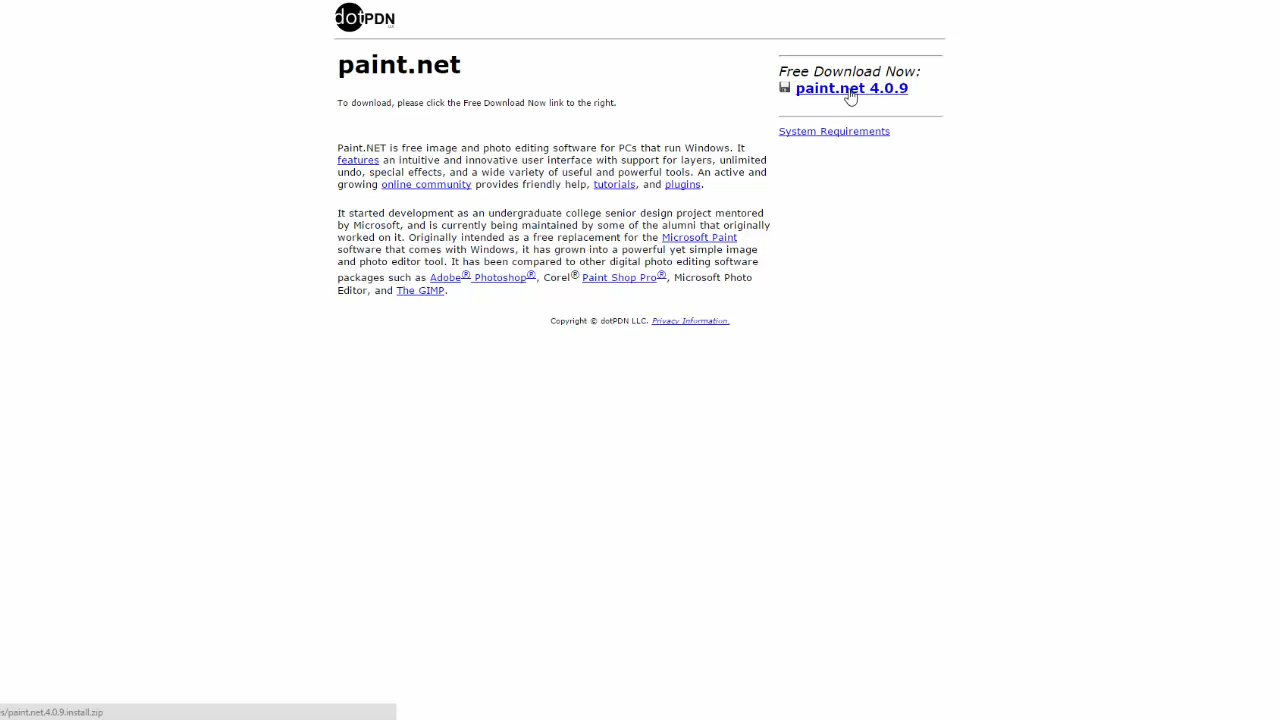 dotPDN
LLC
paint.net
To download, please click the Free Download Now link to the right.
Free Download Now:
paint.net 4.0.9
System Requirements
Paint.NET is free image and photo editing software for PCs that run Windows. It
features an intuitive and innovative user interface with support for layers, unlimited
undo, special effects, and a wide variety of useful and powerful tools. An active and
growing online community provides friendly help, tutorials, and plugins.
It started development as an undergraduate college senior design project mentored
by Microsoft, and is currently being maintained by some of the alumni that originally
worked on it. Originally intended as a free replacement for the Microsoft Paint
software that comes with Windows, it has grown into a powerful yet simple image
and photo editor tool. It has been compared to other digital photo editing software
packages such as Adobe® Photoshop®, Corel® Paint Shop Pro®, Microsoft Photo
Editor, and The GIMP.
Copyright © dotPDN LLC. Privacy Information.
s/paint.net.4.0.9.install.zip